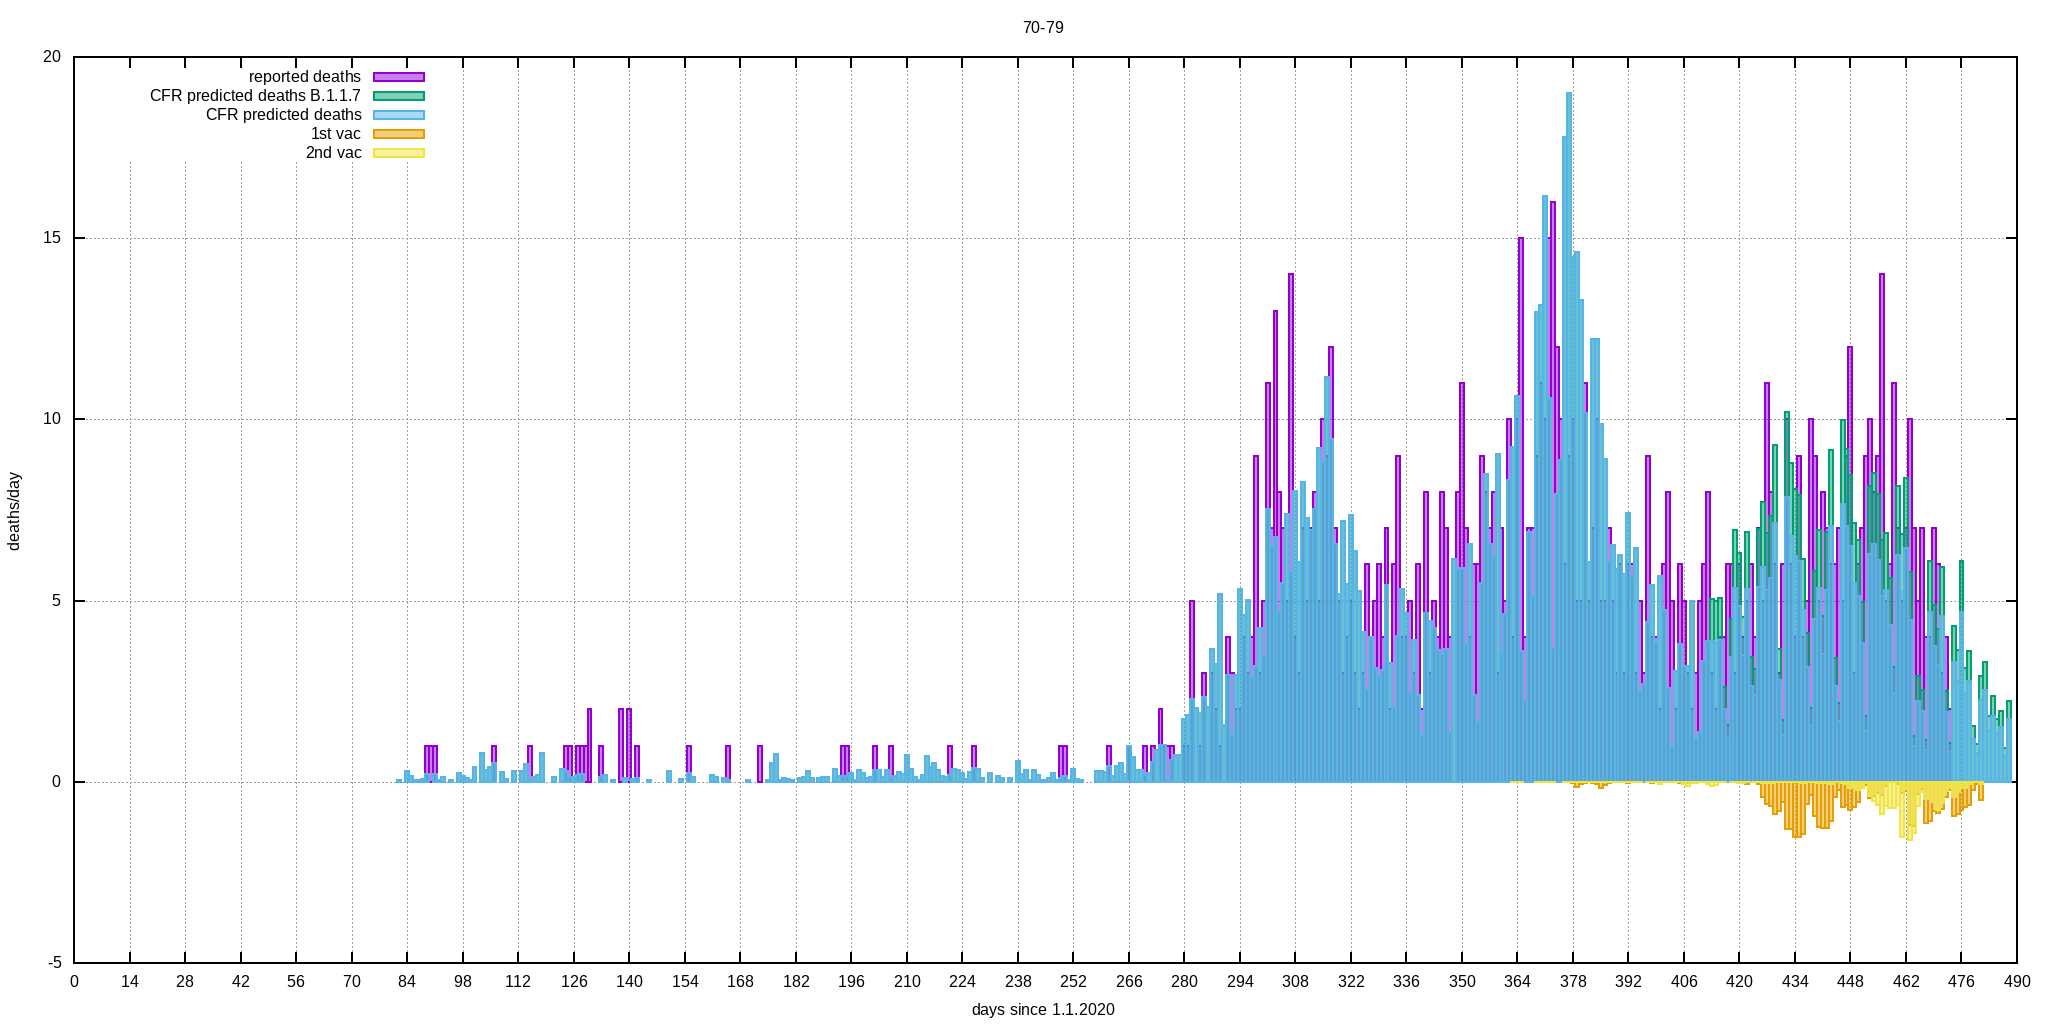 70-79
20
15
10
5
0
-5
deaths/day
reported deaths
CFR predicted deaths B.1.1.7
CFR predicted deaths
1st vac
2nd vac
0 14 28 42 56 70 84 98 112 126 140 154 168 182 196 210 224 238 252 266 280 294 308 322 336 350 364 378 392 406 420 434 448 462 476 490
days since 1.1.2020